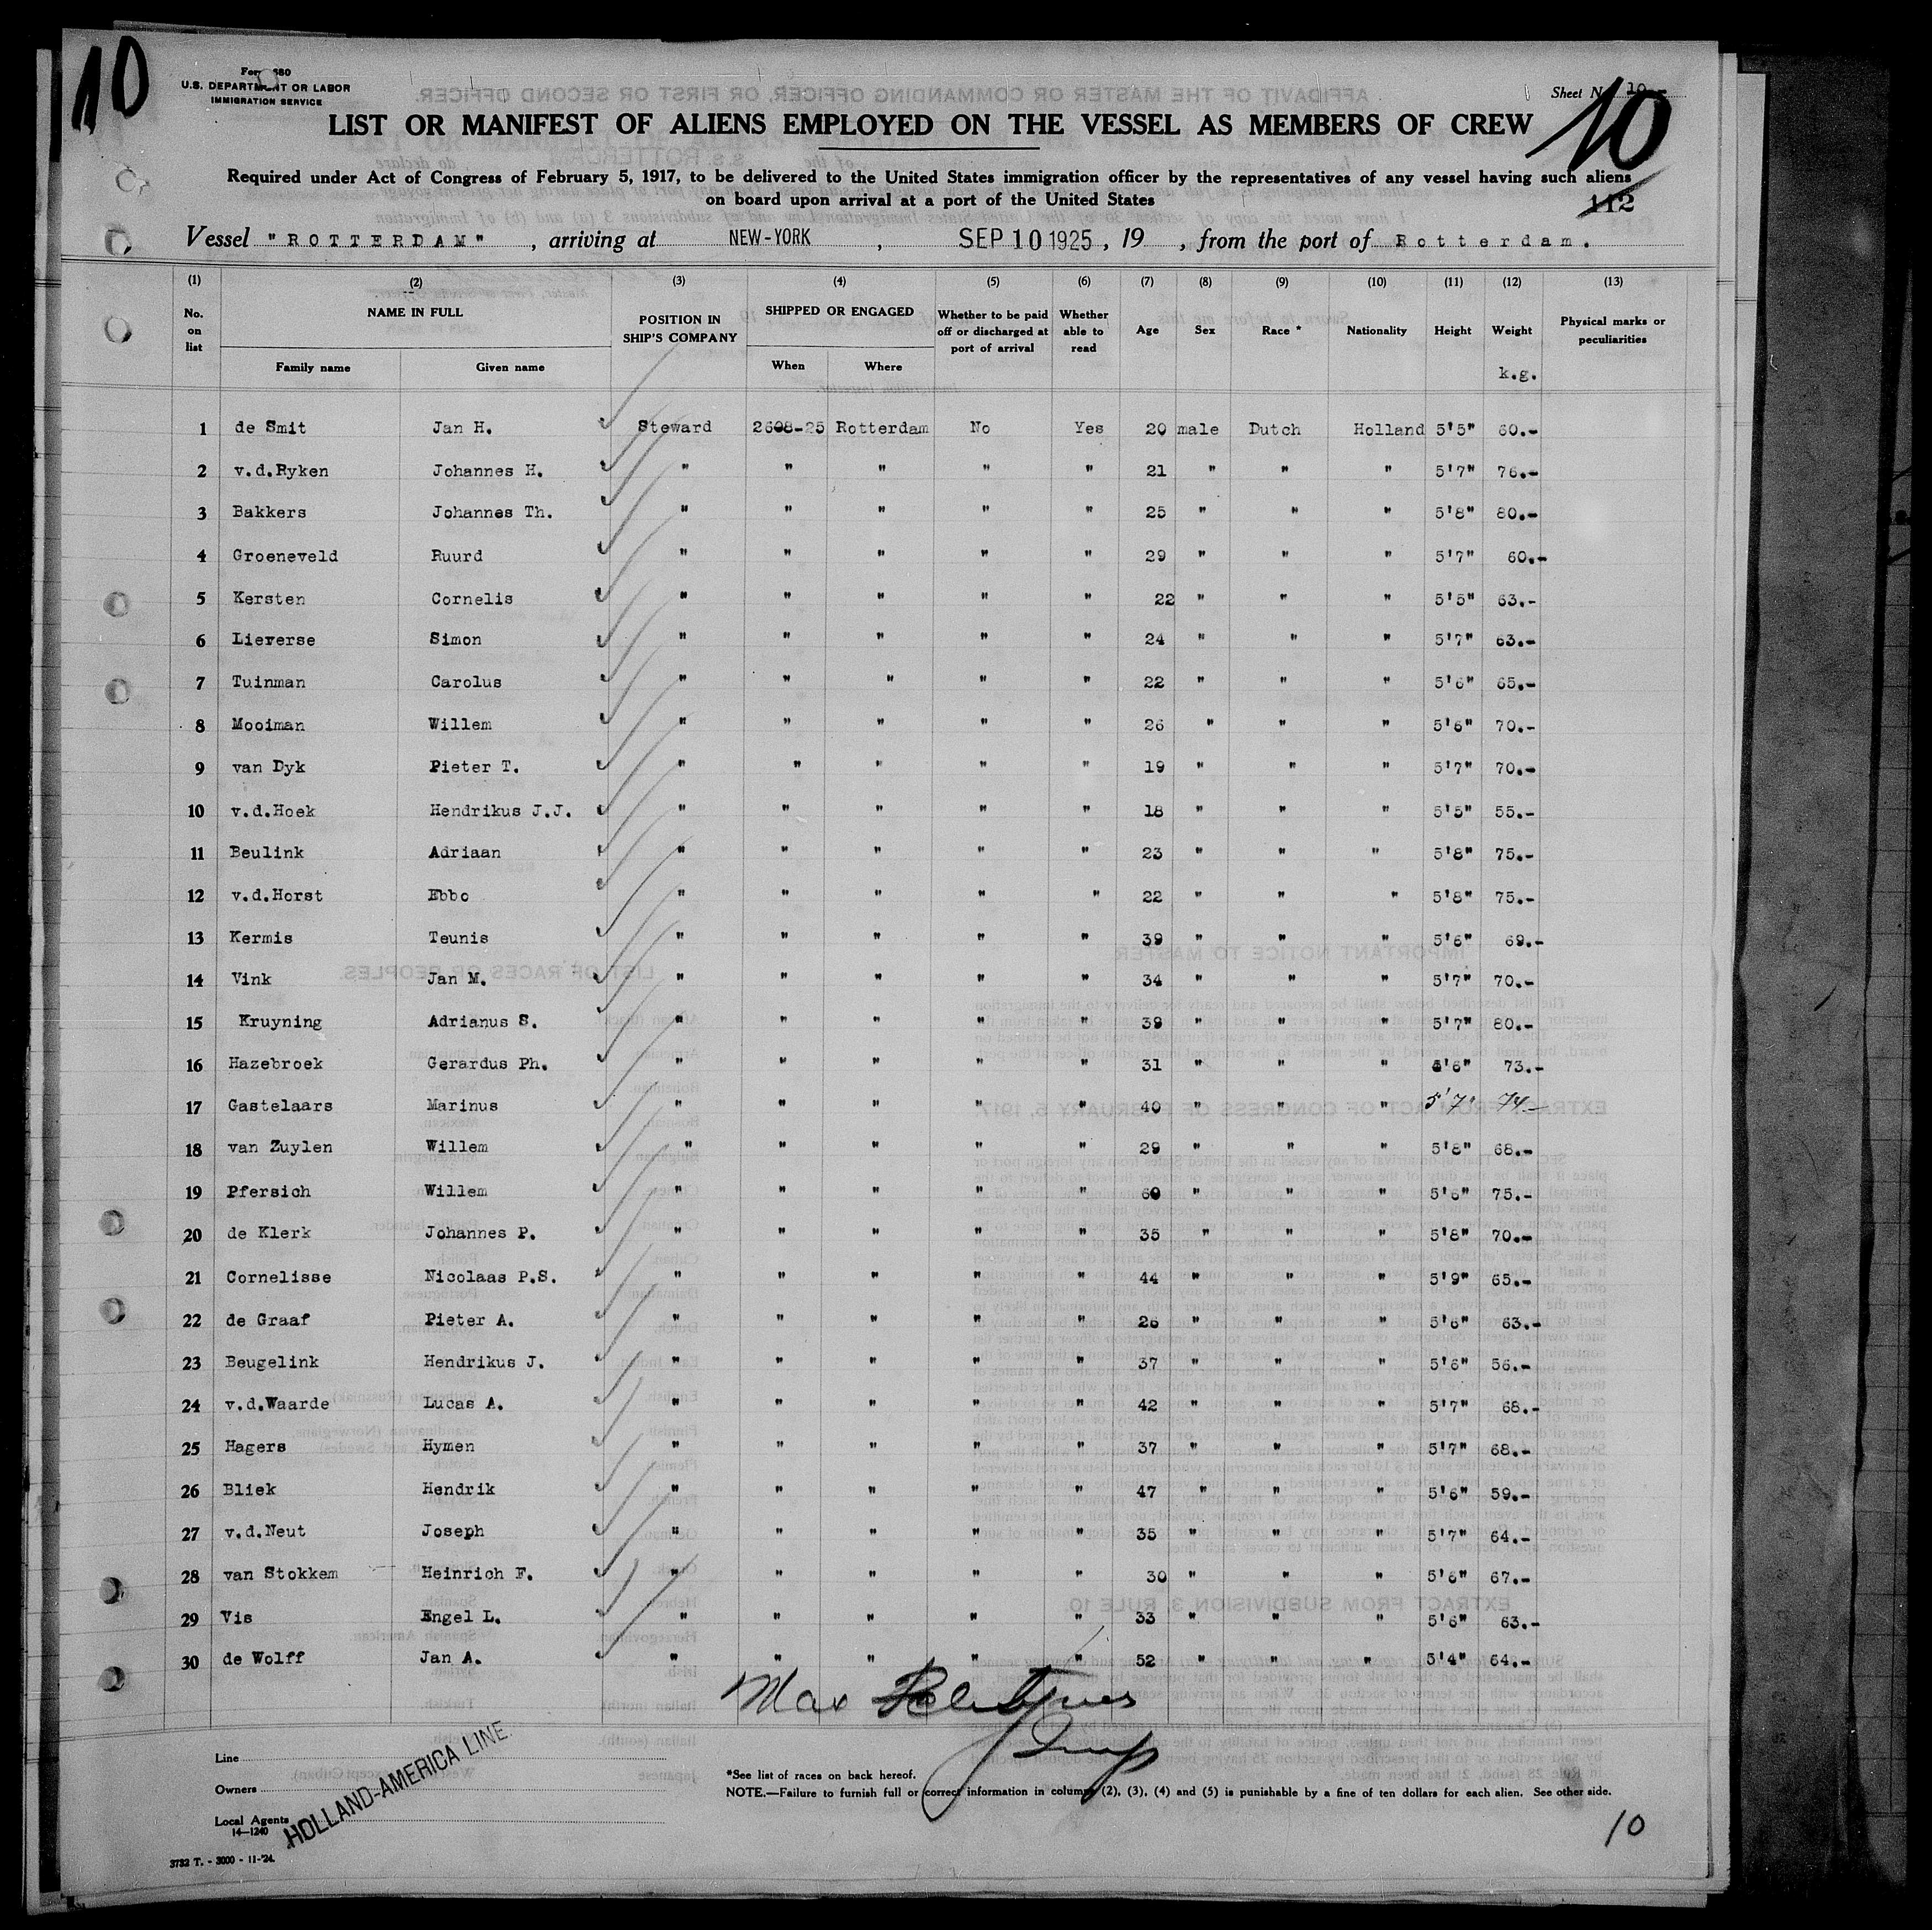 10
Form 680
U.S. DEPARTMENT OR LABOR
IMMIGRATION SERVICE
Sheet No. 10
10
LIST OR MANIFEST OF ALIENS EMPLOYED ON THE VESSEL AS MEMBERS OF CREW
Required under Act of Congress of February 5, 1917, to be delivered to the United States immigration officer by the representatives of any vessel having such aliens
on board upon arrival at a port of the United States
112
Vessel "ROTTERDAM", arriving at NEW-YORK, SEP 10 1925, 19 , from the port of Rotterdam.
(1) (2) (3) (4) (5) (6) (7) (8) (9) (10) (11) (12) (13)
No. on list NAME IN FULL Family name Given name POSITION IN SHIP'S COMPANY SHIPPED OR ENGAGED When Where Whether to be paid off or discharged at port of arrival Whether able to read Age Sex Race * Nationality Height Weight Physical marks or peculiarities
k.g.
1 de Smit Jan H. Steward 2608-25 Rotterdam No Yes 20 male Dutch Holland 5'5" 60.-
2 v.d.Ryken Johannes H. " " " " " 21 " " " 5'7" 76.-
3 Bakkers Johannes Th. " " " " " 25 " " " 5'8" 80.-
4 Groeneveld Ruurd " " " " " 29 " " " 5'7" 60.-
5 Kersten Cornelis " " " " " 22 " " " 5'5" 63.-
6 Lieverse Simon " " " " " 24 " " " 5'7" 63.-
7 Tuinman Carolus " " " " " 22 " " " 5'6" 65.-
8 Mooiman Willem " " " " " 26 " " " 5'6" 70.-
9 van Dyk Pieter T. " " " " " 19 " " " 5'7" 70.-
10 v.d.Hoek Hendrikus J.J. " " " " " 18 " " " 5'5" 55.-
11 Beulink Adriaan " " " " " 23 " " " 5'8" 75.-
12 v.d.Horst Ebbo " " " " " 22 " " " 5'8" 75.-
13 Kermis Teunis " " " " " 39 " " " 5'6" 69.-
14 Vink Jan M. " " " " " 34 " " " 5'7" 70.-
15 Kruyning Adrianus S. " " " " " 39 " " " 5'7" 80.-
16 Hazebroek Gerardus Ph. " " " " " 31 " " " 5'6" 73.-
17 Gastelaars Marinus " " " " " 40 " " " 5'7" 74.-
18 van Zuylen Willem " " " " " 29 " " " 5'8" 68.-
19 Pfersich Willem " " " " " 60 " " " 5'6" 75.-
20 de Klerk Johannes P. " " " " " 35 " " " 5'8" 70.-
21 Cornelisse Nicolaas P.S. " " " " " 44 " " " 5'9" 65.-
22 de Graaf Pieter A. " " " " " 26 " " " 5'6" 63.-
23 Beugelink Hendrikus J. " " " " " 37 " " " 5'6" 56.-
24 v.d.Waarde Lucas A. " " " " " 42 " " " 5'7" 68.-
25 Hagers Hymen " " " " " 37 " " " 5'7" 68.-
26 Bliek Hendrik " " " " " 47 " " " 5'6" 59.-
27 v.d.Neut Joseph " " " " " 35 " " " 5'7" 64.-
28 van Stokkem Heinrich F. " " " " " 30 " " " 5'6" 67.-
29 Vis Engel L. " " " " " 33 " " " 5'6" 63.-
30 de Wolff Jan A. " " " " " 52 " " " 5'4" 64.-
Max
Line
Owners
Local Agents
HOLLAND-AMERICA LINE.
14-1240
3732 T. - 3000 - 11-'24.
*See list of races on back hereof.
NOTE.—Failure to furnish full or correct information in columns (2), (3), (4) and (5) is punishable by a fine of ten dollars for each alien. See other side.
10